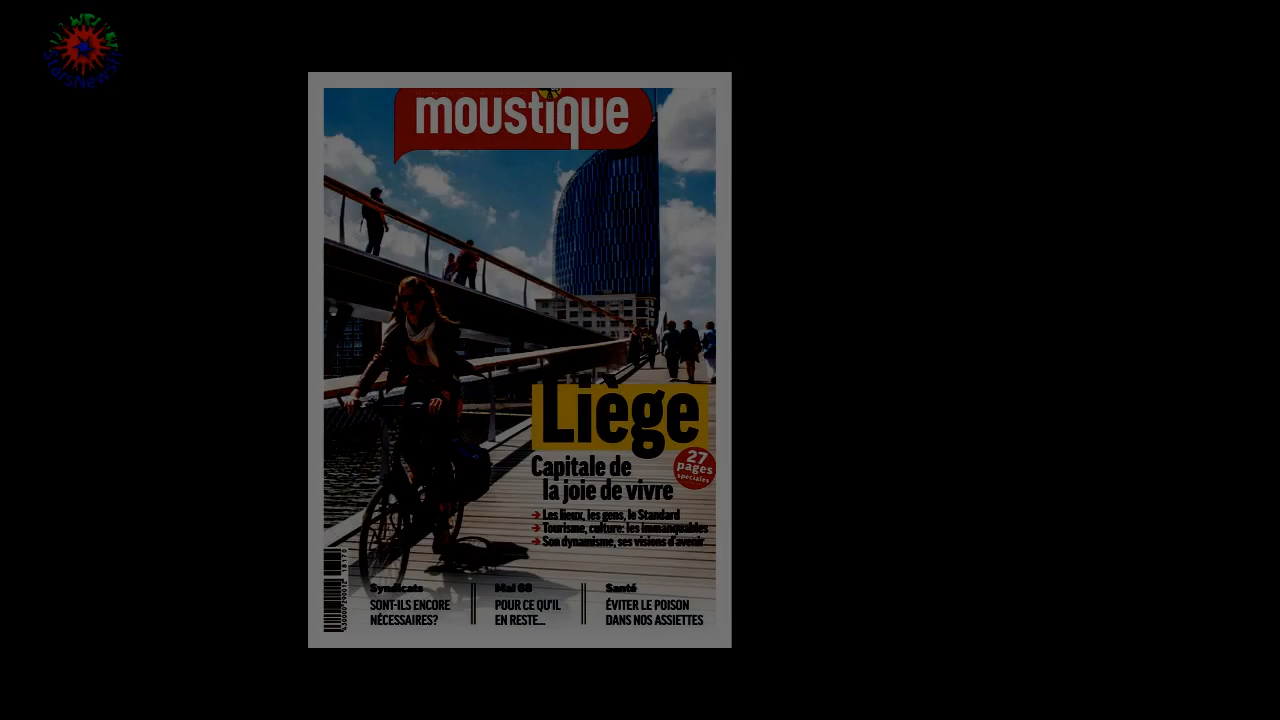 StarsNewsTr
moustique
Liège
Capitale de
la joie de vivre
27
pages
spéciales
➔ Les lieux, les gens, le Standard
➔ Tourisme, culture: les immanquables
➔ Son dynamisme, ses visions d'avenir
Syndicats
SONT-ILS ENCORE
NÉCESSAIRES?
Mai 68
POUR CE QU'IL
EN RESTE...
Santé
ÉVITER LE POISON
DANS NOS ASSIETTES